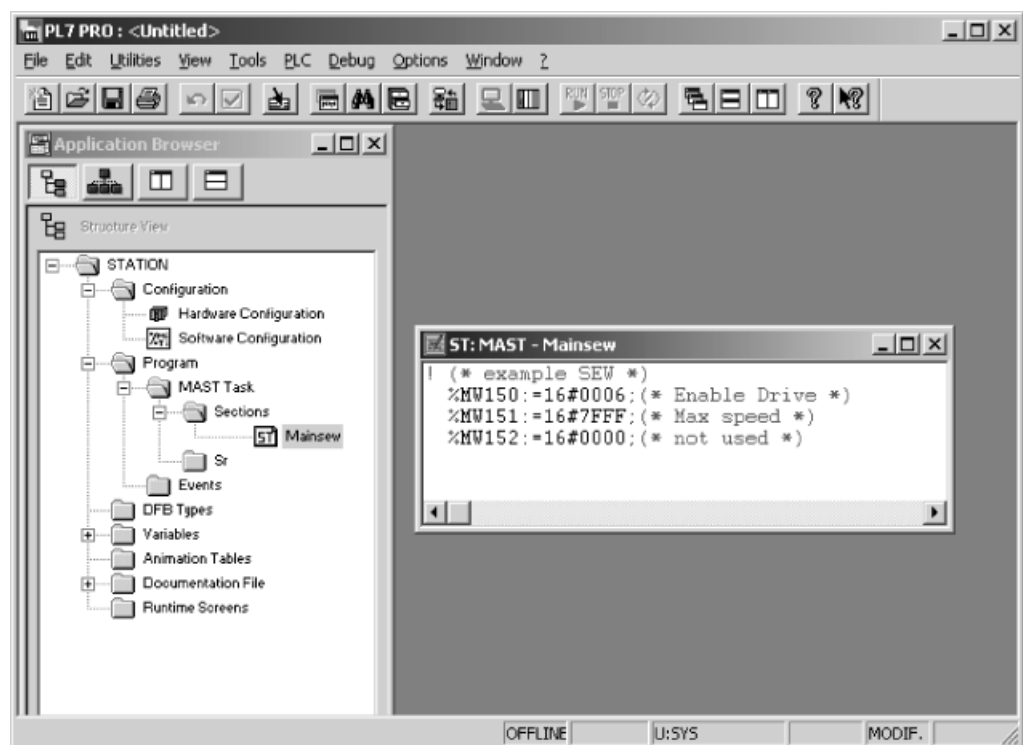 PL7 PRO : <Untitled>
File Edit Utilities View Tools PLC Debug Options Window ?
RUN STOP
Application Browser
Structure View
STATION
Configuration
Hardware Configuration
Software Configuration
Program
MAST Task
Sections
ST Mainsew
Sr
Events
DFB Types
Variables
Animation Tables
Documentation File
Runtime Screens
ST: MAST - Mainsew
! (* example SEW *)
%MW150:=16#0006;(* Enable Drive *)
%MW151:=16#7FFF;(* Max speed *)
%MW152:=16#0000;(* not used *)
OFFLINE U:SYS MODIF.